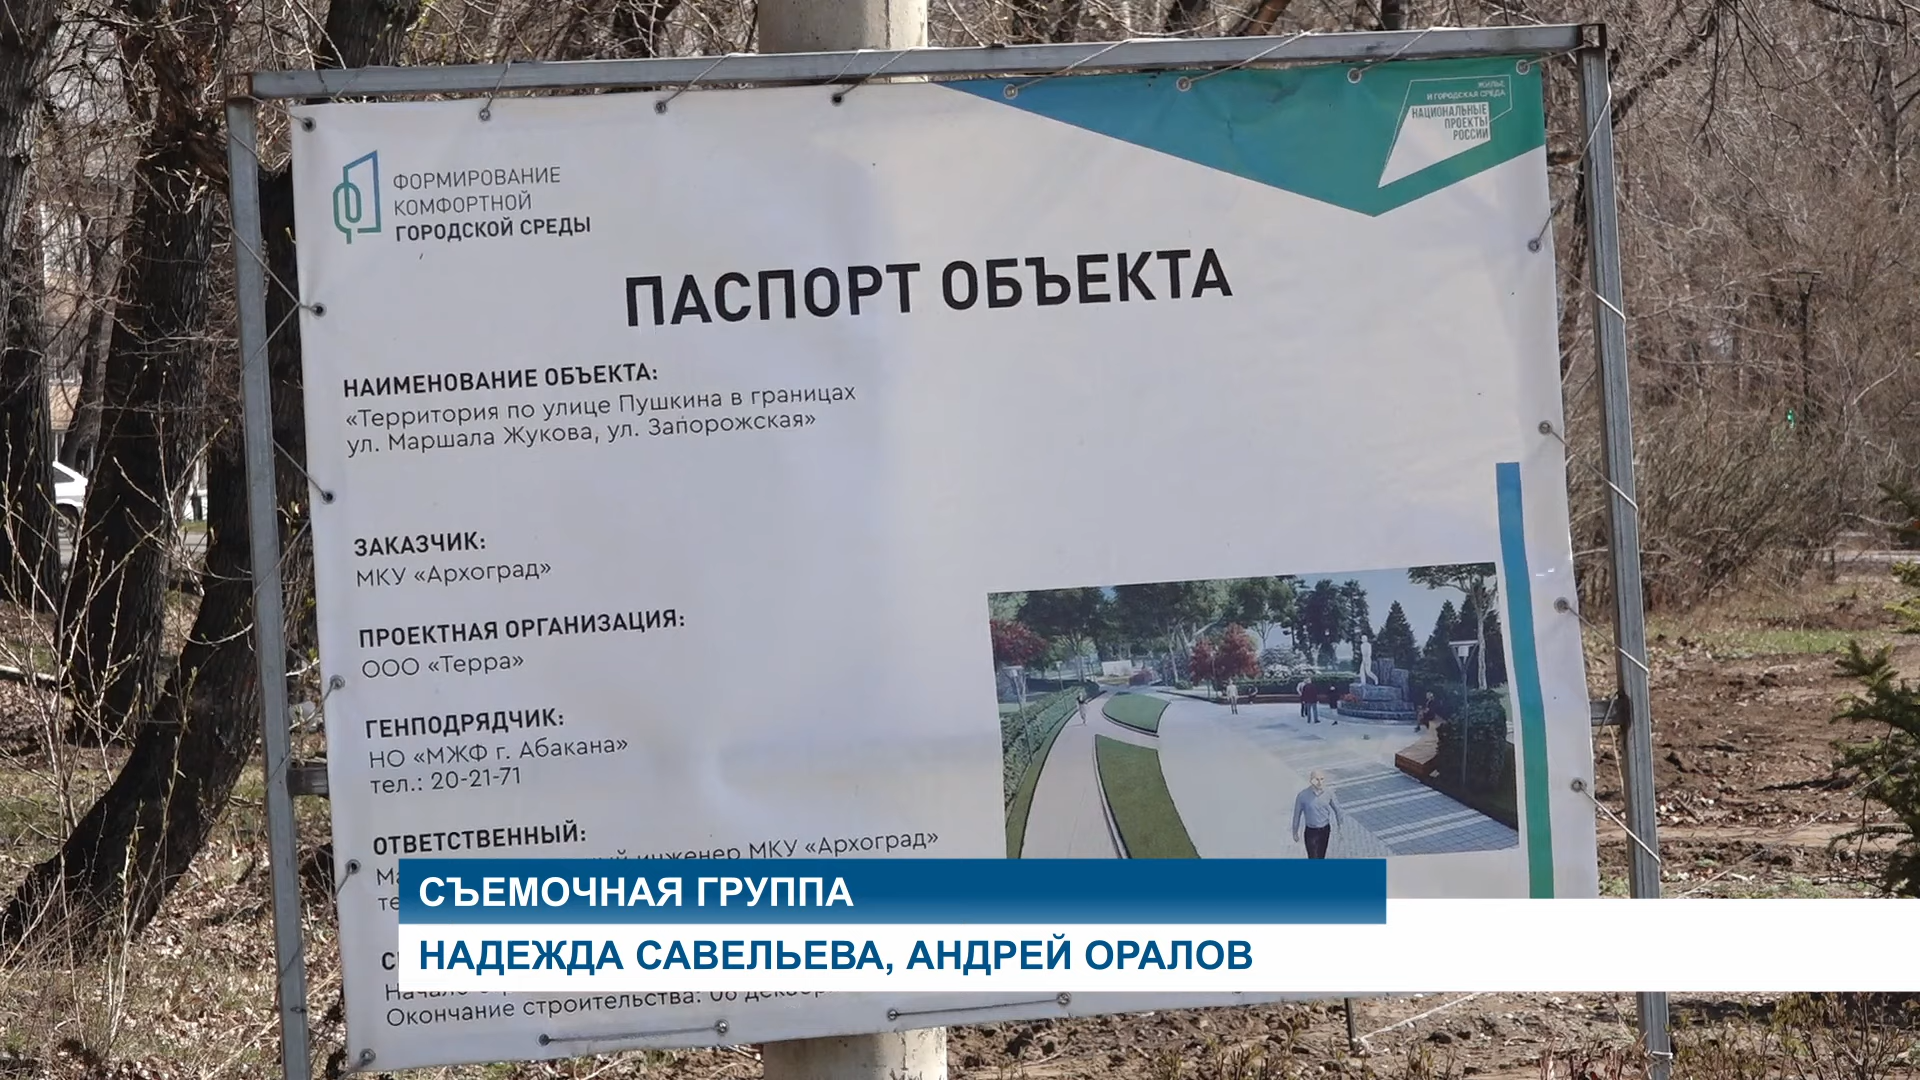 ЖИЛЬЕ
И ГОРОДСКАЯ СРЕДА
НАЦИОНАЛЬНЫЕ
ПРОЕКТЫ
РОССИИ
ФОРМИРОВАНИЕ
КОМФОРТНОЙ
ГОРОДСКОЙ СРЕДЫ
ПАСПОРТ ОБЪЕКТА
НАИМЕНОВАНИЕ ОБЪЕКТА:
«Территория по улице Пушкина в границах
ул. Маршала Жукова, ул. Запорожская»
ЗАКАЗЧИК:
МКУ «Архоград»
ПРОЕКТНАЯ ОРГАНИЗАЦИЯ:
ООО «Терра»
ГЕНПОДРЯДЧИК:
НО «МЖФ г. Абакана»
тел.: 20-21-71
ОТВЕТСТВЕННЫЙ:
инженер МКУ «Архоград»
Окончание строительства:
СЪЕМОЧНАЯ ГРУППА
НАДЕЖДА САВЕЛЬЕВА, АНДРЕЙ ОРАЛОВ